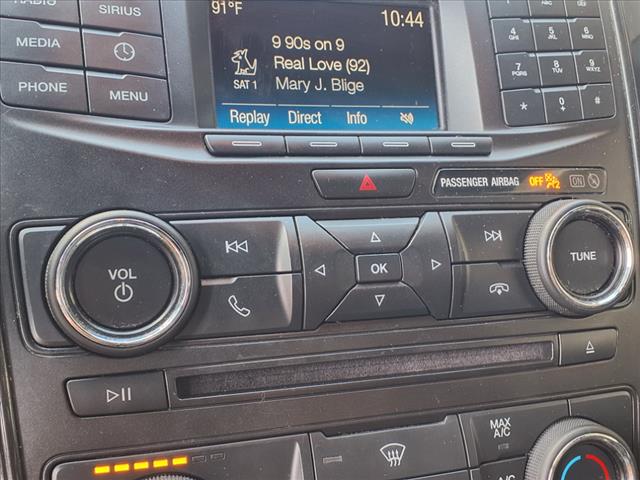 RADIO SIRIUS
91°F 10:44
MEDIA
9 90s on 9
Real Love (92)
SAT 1 Mary J. Blige
PHONE MENU
Replay Direct Info
4 GHI 5 JKL 6 MNO
7 PQRS 8 TUV 9 WXYZ
* 0 #
PASSENGER AIRBAG OFF 2 ON
VOL
OK
TUNE
MAX A/C
A/C